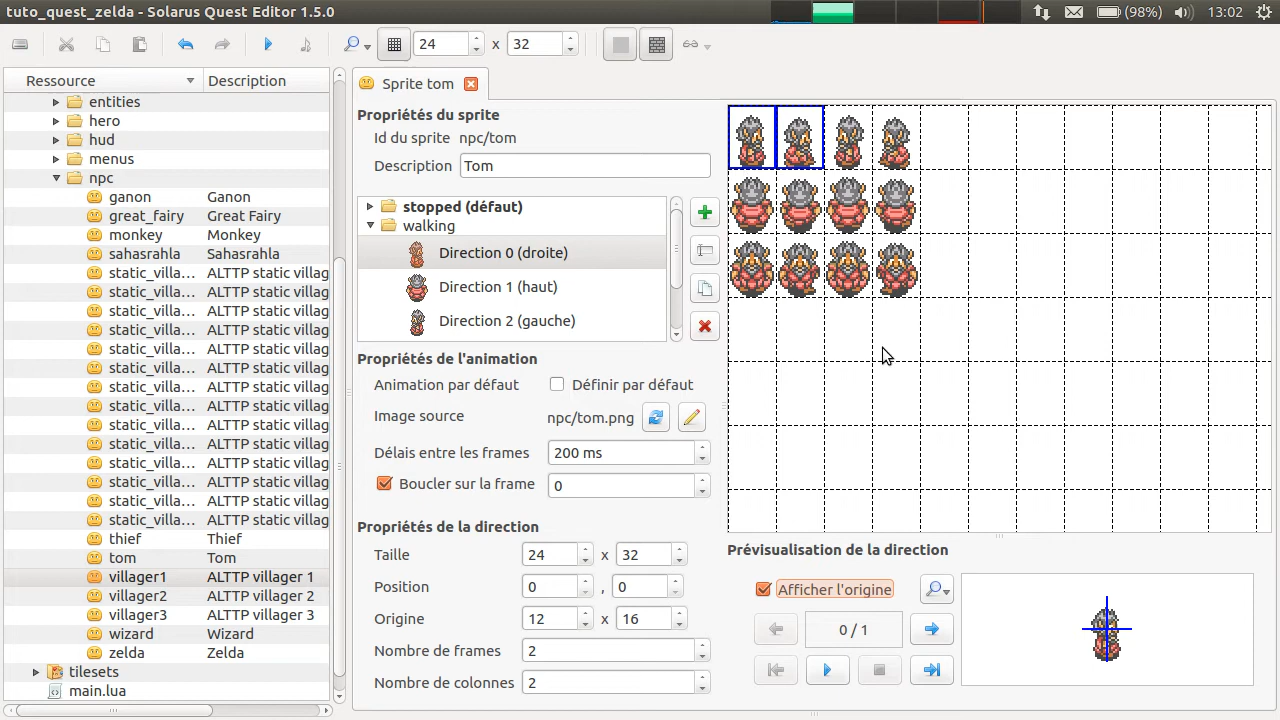 tuto_quest_zelda - Solarus Quest Editor 1.5.0
(98%)
13:02
24 x 32
Ressource Description
entities
hero
hud
menus
npc
ganon Ganon
great_fairy Great Fairy
monkey Monkey
sahasrahla Sahasrahla
static_villa... ALTTP static villag
static_villa... ALTTP static villag
static_villa... ALTTP static villag
static_villa... ALTTP static villag
static_villa... ALTTP static villag
static_villa... ALTTP static villag
static_villa... ALTTP static villag
static_villa... ALTTP static villag
static_villa... ALTTP static villag
static_villa... ALTTP static villag
static_villa... ALTTP static villag
static_villa... ALTTP static villag
static_villa... ALTTP static villag
static_villa... ALTTP static villag
thief Thief
tom Tom
villager1 ALTTP villager 1
villager2 ALTTP villager 2
villager3 ALTTP villager 3
wizard Wizard
zelda Zelda
tilesets
main.lua
Sprite tom
Propriétés du sprite
Id du sprite npc/tom
Description Tom
stopped (défaut)
walking
Direction 0 (droite)
Direction 1 (haut)
Direction 2 (gauche)
Propriétés de l'animation
Animation par défaut Définir par défaut
Image source npc/tom.png
Délais entre les frames 200 ms
Boucler sur la frame 0
Propriétés de la direction
Taille 24 x 32
Position 0 , 0
Origine 12 x 16
Nombre de frames 2
Nombre de colonnes 2
Prévisualisation de la direction
Afficher l'origine
0 / 1